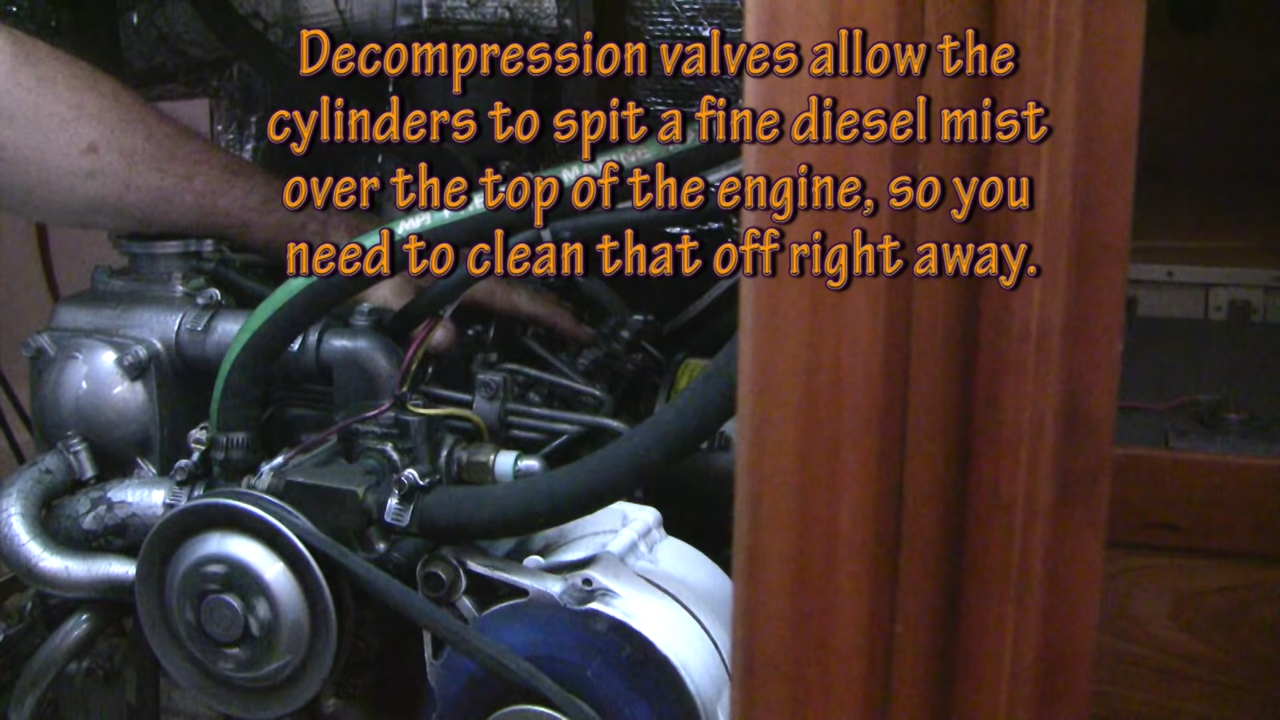 Decompression valves allow the
cylinders to spit a fine diesel mist
over the top of the engine, so you
need to clean that off right away.
MARINE